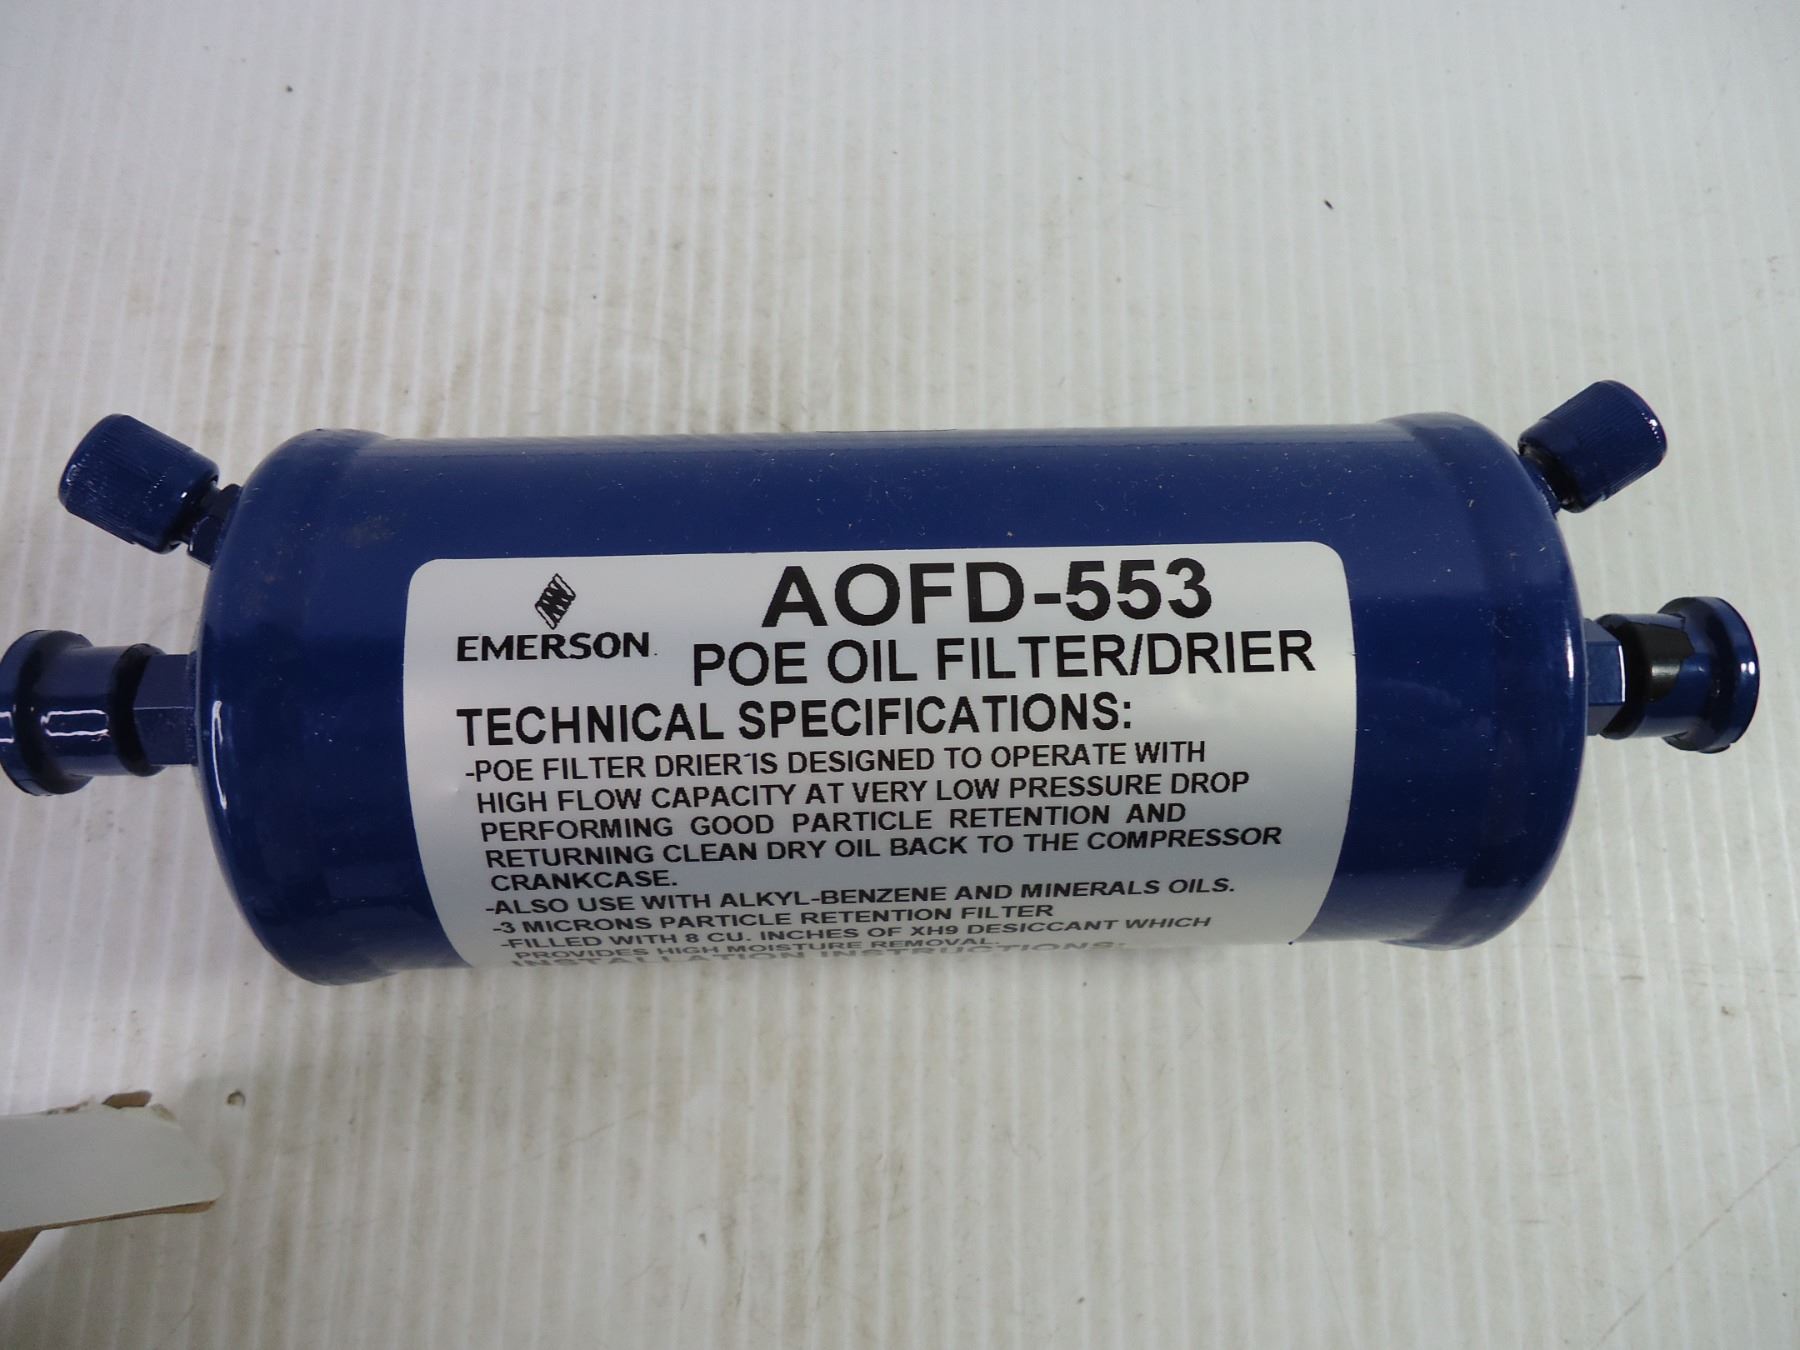 EMERSON
AOFD-553
POE OIL FILTER/DRIER
TECHNICAL SPECIFICATIONS:
-POE FILTER DRIER IS DESIGNED TO OPERATE WITH
HIGH FLOW CAPACITY AT VERY LOW PRESSURE DROP
PERFORMING GOOD PARTICLE RETENTION AND
RETURNING CLEAN DRY OIL BACK TO THE COMPRESSOR
CRANKCASE.
-ALSO USE WITH ALKYL-BENZENE AND MINERALS OILS.
-3 MICRONS PARTICLE RETENTION FILTER
-FILLED WITH 8 CU. INCHES OF XH9 DESICCANT WHICH
PROVIDES HIGH MOISTURE REMOVAL.
INSTALLATION INSTRUCTIONS: